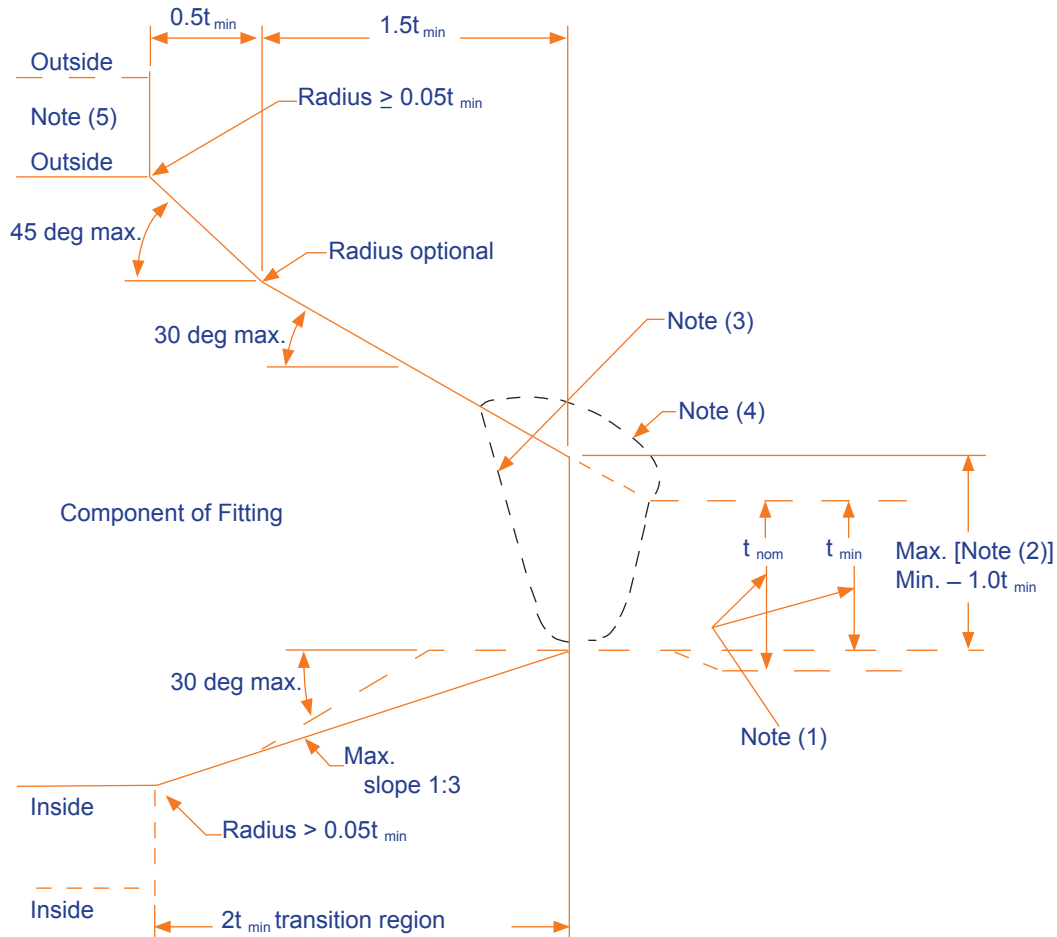 0.5t min
1.5t min
Outside
Radius ≥ 0.05t min
Note (5)
Outside
45 deg max.
Radius optional
30 deg max.
Note (3)
Note (4)
Component of Fitting
t nom
t min
Max. [Note (2)]
Min. – 1.0t min
30 deg max.
Note (1)
Max.
slope 1:3
Inside
Radius > 0.05t min
Inside
2t min transition region